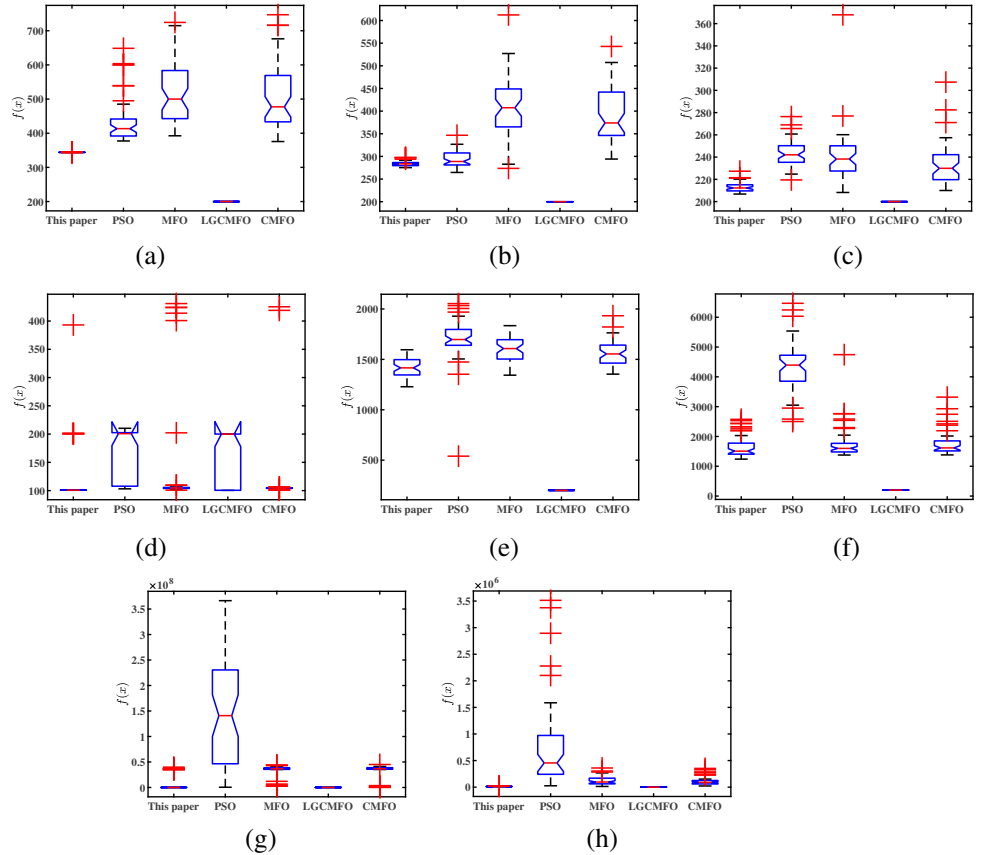 700
600
500
400
300
200
f(x)
This paper PSO MFO LGCMFO CMFO
(a)
600
550
500
450
400
350
300
250
200
f(x)
This paper PSO MFO LGCMFO CMFO
(b)
360
340
320
300
280
260
240
220
200
f(x)
This paper PSO MFO LGCMFO CMFO
(c)
400
350
300
250
200
150
100
f(x)
This paper PSO MFO LGCMFO CMFO
(d)
2000
1500
1000
500
f(x)
This paper PSO MFO LGCMFO CMFO
(e)
6000
5000
4000
3000
2000
1000
0
f(x)
This paper PSO MFO LGCMFO CMFO
(f)
×10⁸
3.5
3
2.5
2
1.5
1
0.5
0
f(x)
This paper PSO MFO LGCMFO CMFO
(g)
×10⁶
3.5
3
2.5
2
1.5
1
0.5
0
f(x)
This paper PSO MFO LGCMFO CMFO
(h)